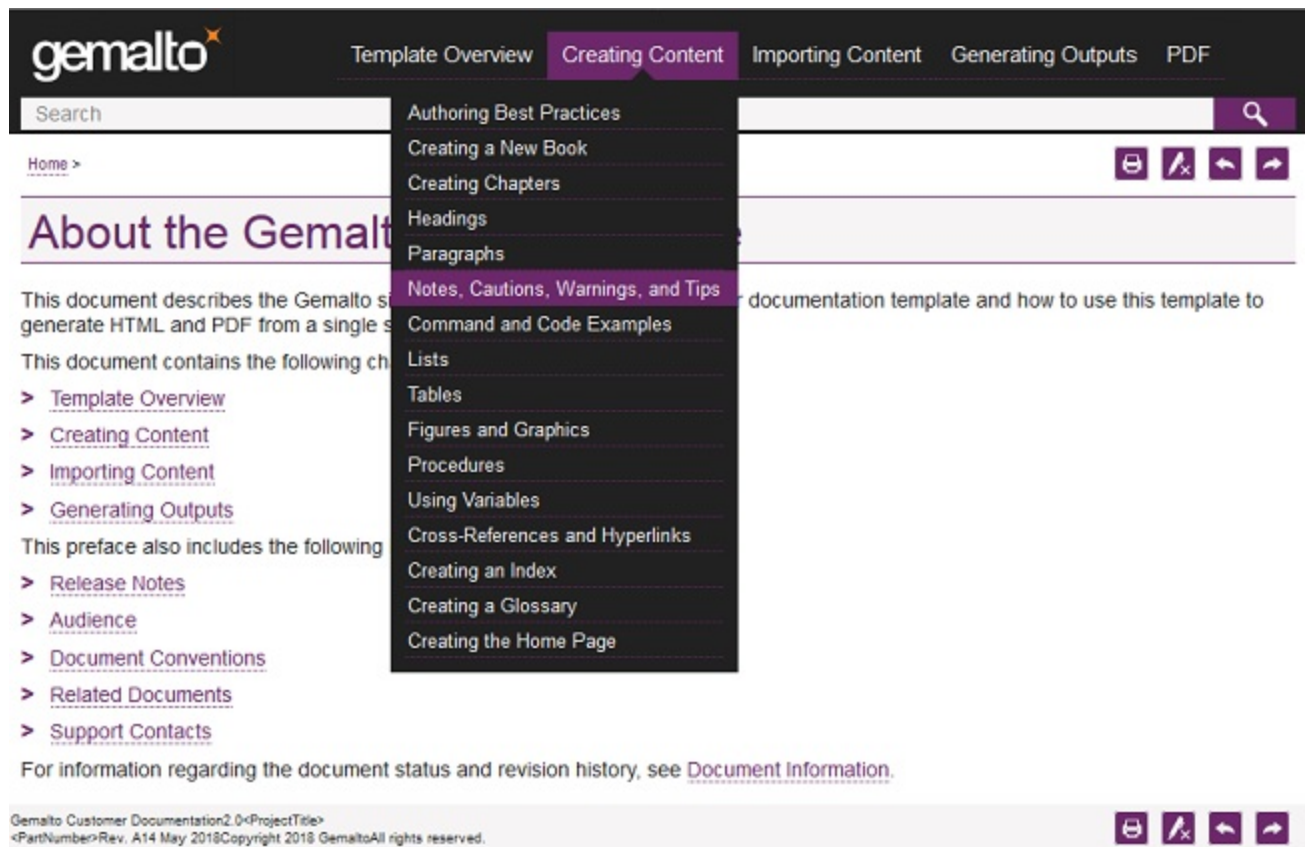 gemalto
Template Overview Creating Content Importing Content Generating Outputs PDF
Search
Authoring Best Practices
Creating a New Book
Creating Chapters
Headings
Paragraphs
Notes, Cautions, Warnings, and Tips
Command and Code Examples
Lists
Tables
Figures and Graphics
Procedures
Using Variables
Cross-References and Hyperlinks
Creating an Index
Creating a Glossary
Creating the Home Page
Home >
About the Gemalt
This document describes the Gemalto si documentation template and how to use this template to
generate HTML and PDF from a single s
This document contains the following ch
> Template Overview
> Creating Content
> Importing Content
> Generating Outputs
This preface also includes the following
> Release Notes
> Audience
> Document Conventions
> Related Documents
> Support Contacts
For information regarding the document status and revision history, see Document Information.
Gemalto Customer Documentation2.0<ProjectTitle>
<PartNumber>Rev. A14 May 2018Copyright 2018 GemaltoAll rights reserved.